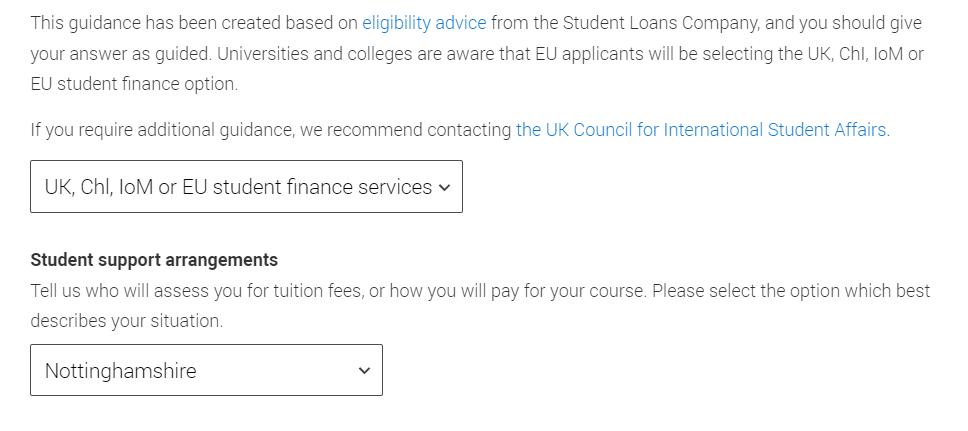 This guidance has been created based on eligibility advice from the Student Loans Company, and you should give
your answer as guided. Universities and colleges are aware that EU applicants will be selecting the UK, ChI, IoM or
EU student finance option.
If you require additional guidance, we recommend contacting the UK Council for International Student Affairs.
UK, ChI, IoM or EU student finance services
Student support arrangements
Tell us who will assess you for tuition fees, or how you will pay for your course. Please select the option which best
describes your situation.
Nottinghamshire